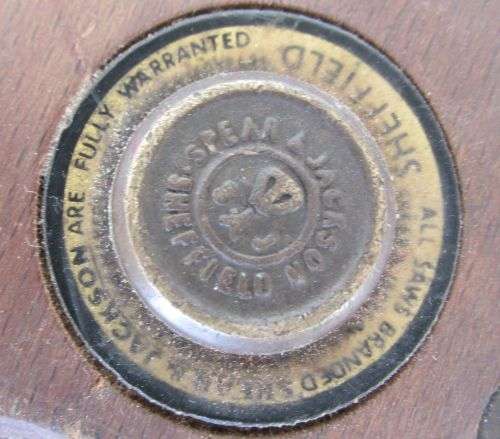 ALL SAWS BRANDED SPEAR & JACKSON ARE FULLY WARRANTED
SHEFFIELD
SPEAR & JACKSON
SHEFFIELD